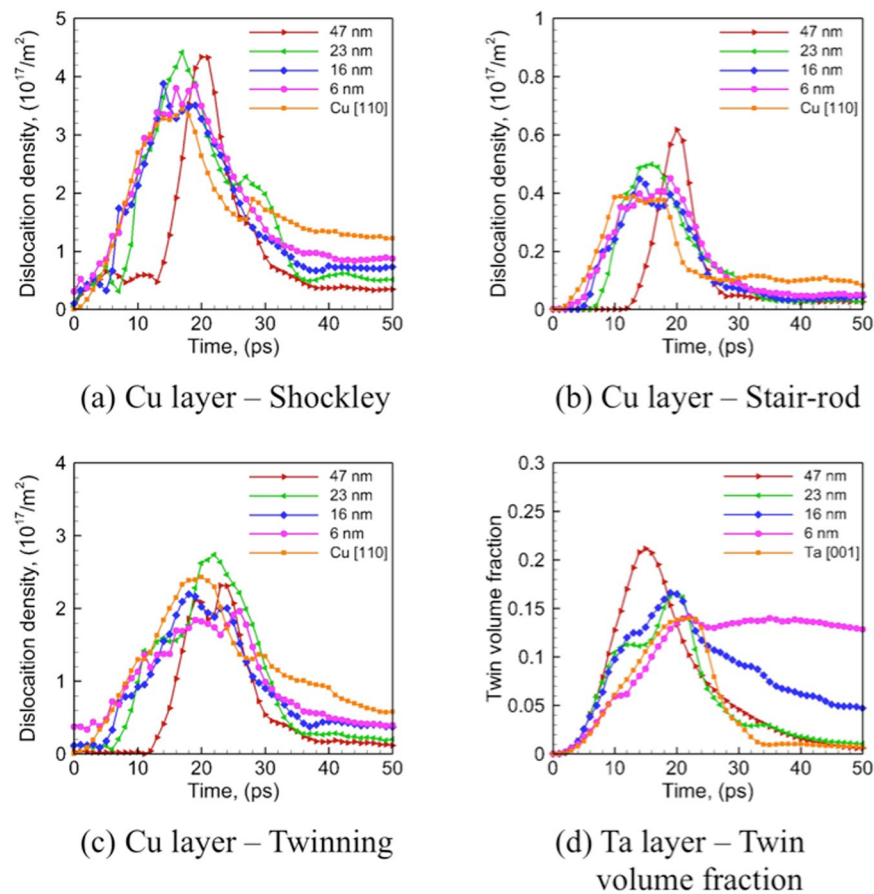 5
4
3
2
1
0
Dislocaition density, (10¹⁷/m²)
47 nm
23 nm
16 nm
6 nm
Cu [110]
0 10 20 30 40 50
Time, (ps)
(a) Cu layer – Shockley
1
0.8
0.6
0.4
0.2
0
Dislocaition density, (10¹⁷/m²)
47 nm
23 nm
16 nm
6 nm
Cu [110]
0 10 20 30 40 50
Time, (ps)
(b) Cu layer – Stair-rod
4
3
2
1
0
Dislocaition density, (10¹⁷/m²)
47 nm
23 nm
16 nm
6 nm
Cu [110]
0 10 20 30 40 50
Time, (ps)
(c) Cu layer – Twinning
0.3
0.25
0.2
0.15
0.1
0.05
0
Twin volume fraction
47 nm
23 nm
16 nm
6 nm
Ta [001]
0 10 20 30 40 50
Time, (ps)
(d) Ta layer – Twin
volume fraction